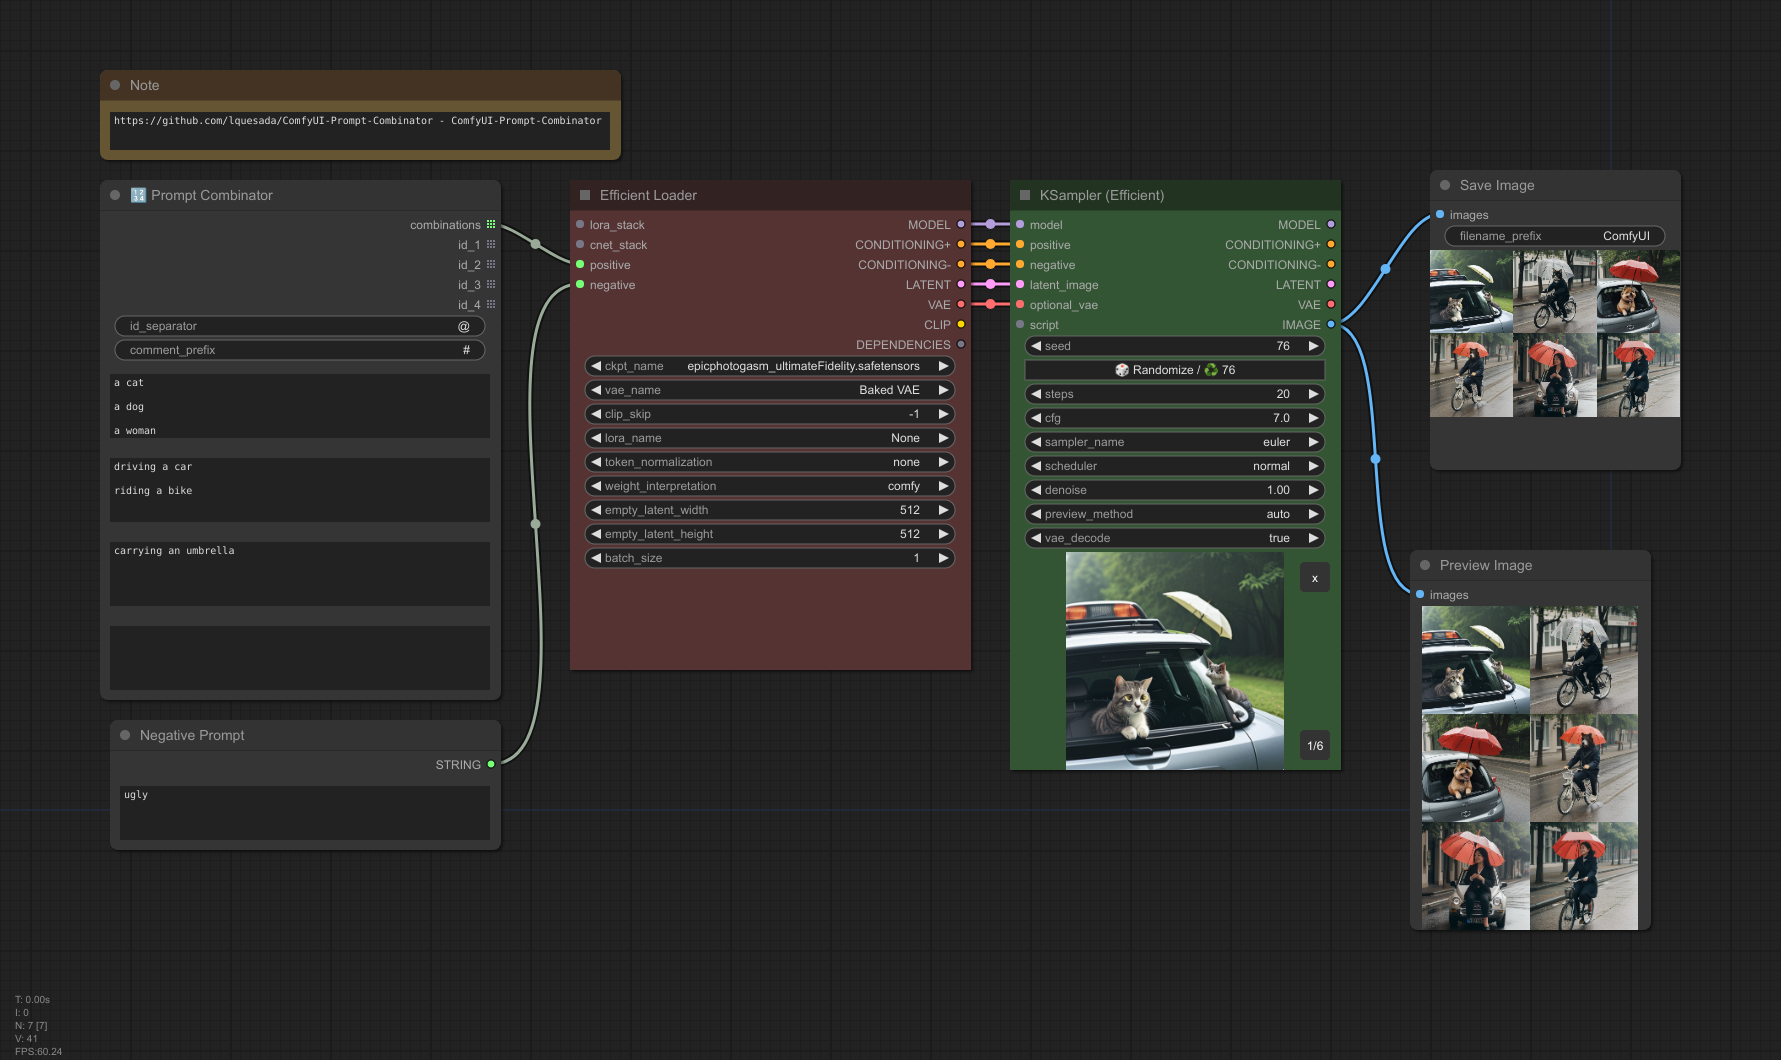 Note
https://github.com/lquesada/ComfyUI-Prompt-Combinator - ComfyUI-Prompt-Combinator
🔢 Prompt Combinator
combinations
id_1
id_2
id_3
id_4
id_separator @
comment_prefix #
a cat
a dog
a woman
driving a car
riding a bike
carrying an umbrella
Negative Prompt
STRING
ugly
Efficient Loader
lora_stack MODEL
cnet_stack CONDITIONING+
positive CONDITIONING-
negative LATENT
VAE
CLIP
DEPENDENCIES
ckpt_name epicphotogasm_ultimateFidelity.safetensors
vae_name Baked VAE
clip_skip -1
lora_name None
token_normalization none
weight_interpretation comfy
empty_latent_width 512
empty_latent_height 512
batch_size 1
KSampler (Efficient)
model MODEL
positive CONDITIONING+
negative CONDITIONING-
latent_image LATENT
optional_vae VAE
script IMAGE
seed 76
🎲 Randomize / ♻️ 76
steps 20
cfg 7.0
sampler_name euler
scheduler normal
denoise 1.00
preview_method auto
vae_decode true
x
1/6
Save Image
images
filename_prefix ComfyUI
Preview Image
images
T: 0.00s
I: 0
N: 7 [7]
V: 41
FPS:60.24